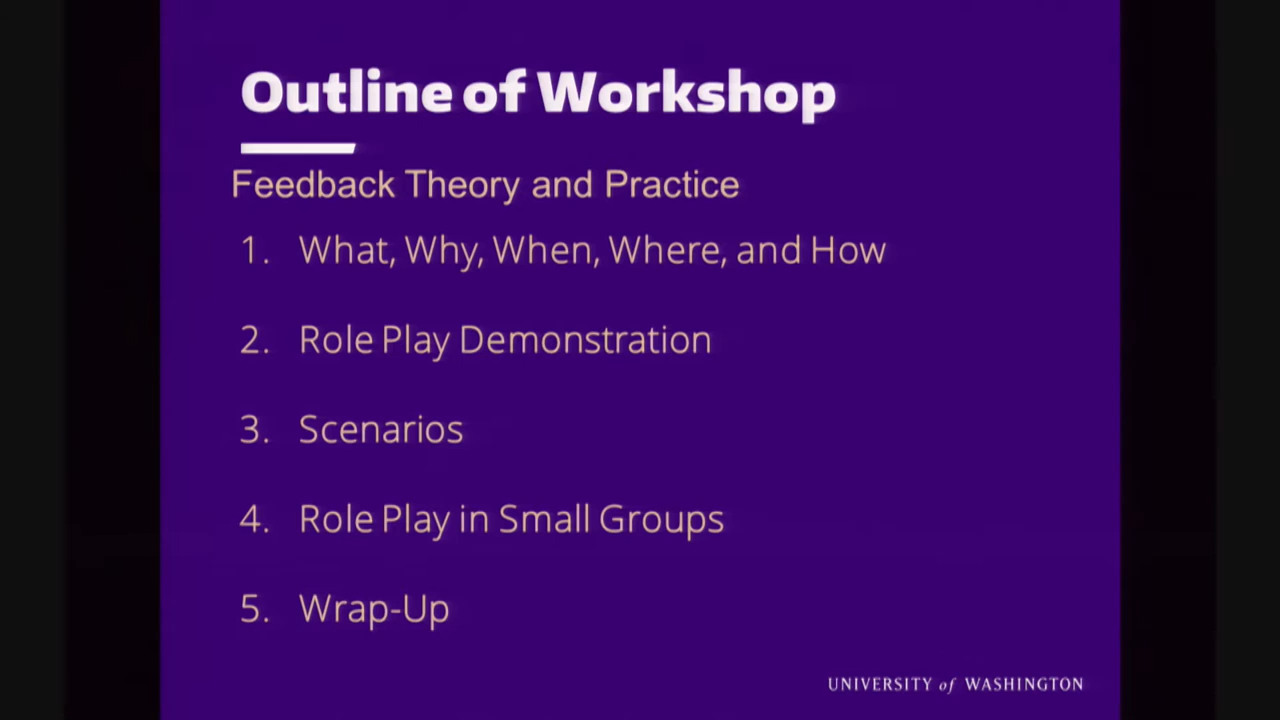 Outline of Workshop
Feedback Theory and Practice
1. What, Why, When, Where, and How
2. Role Play Demonstration
3. Scenarios
4. Role Play in Small Groups
5. Wrap-Up
UNIVERSITY of WASHINGTON